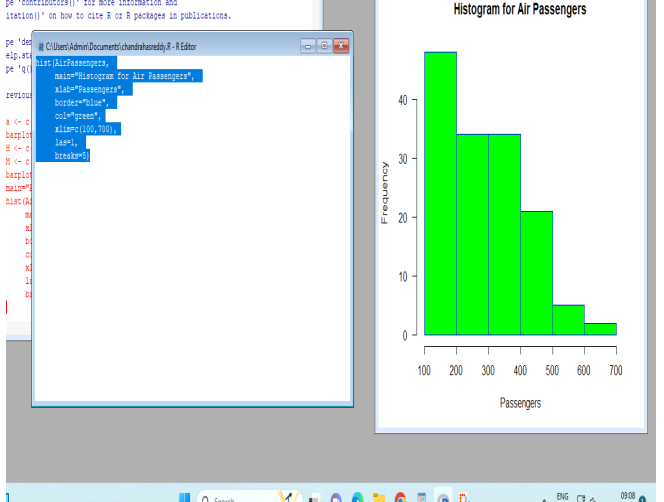 pe 'contributors()' for more information and
itation()' on how to cite R or R packages in publications.
pe 'dem
elp.sta
pe 'q()
revious
a <- c
barplot
H <- c
M <- c
barplot
main="
hist(Ai
ma
xl
bo
co
xl
la
br
C:\Users\Admin\Documents\chandrahasreddy.R - R Editor
hist(AirPassengers,
main="Histogram for Air Passengers",
xlab="Passengers",
border="blue",
col="green",
xlim=c(100,700),
las=1,
breaks=5)
Histogram for Air Passengers
Frequency
40
30
20
10
0
100 200 300 400 500 600 700
Passengers
Search
ENG
09:08